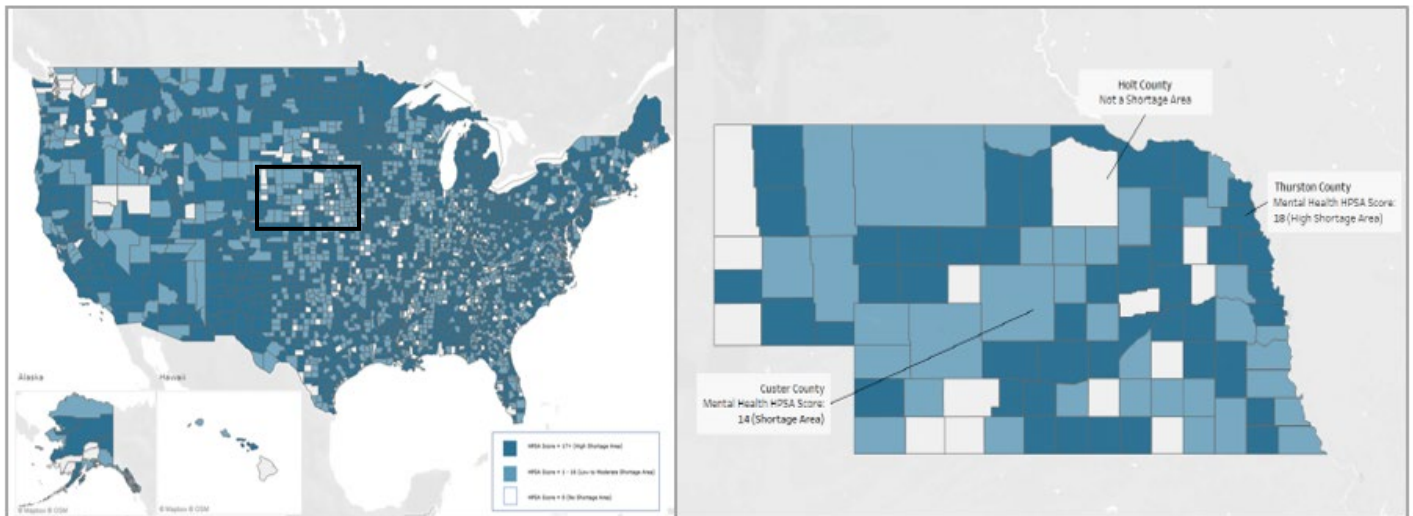 Alaska
Hawaii
© Mapbox © OSM
© Mapbox © OSM
HPSA Score = 17+ (High Shortage Area)
HPSA Score = 1 - 16 (Low to Moderate Shortage Area)
HPSA Score = 0 (No Shortage Area)
Holt County
Not a Shortage Area
Thurston County
Mental Health HPSA Score:
18 (High Shortage Area)
Custer County
Mental Health HPSA Score:
14 (Shortage Area)